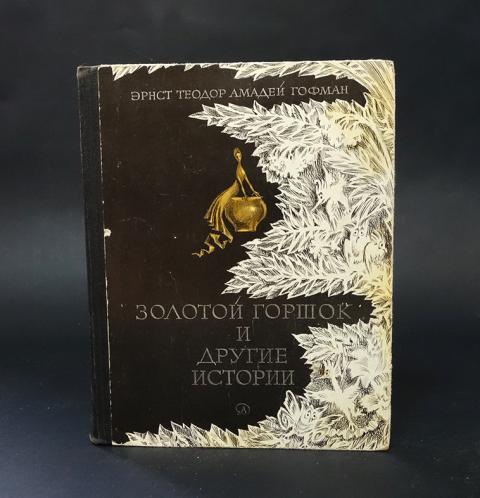 ЭРНСТ ТЕОДОР АМАДЕЙ ГОФМАН
ЗОЛОТОЙ ГОРШОК
И
ДРУГИЕ
ИСТОРИИ